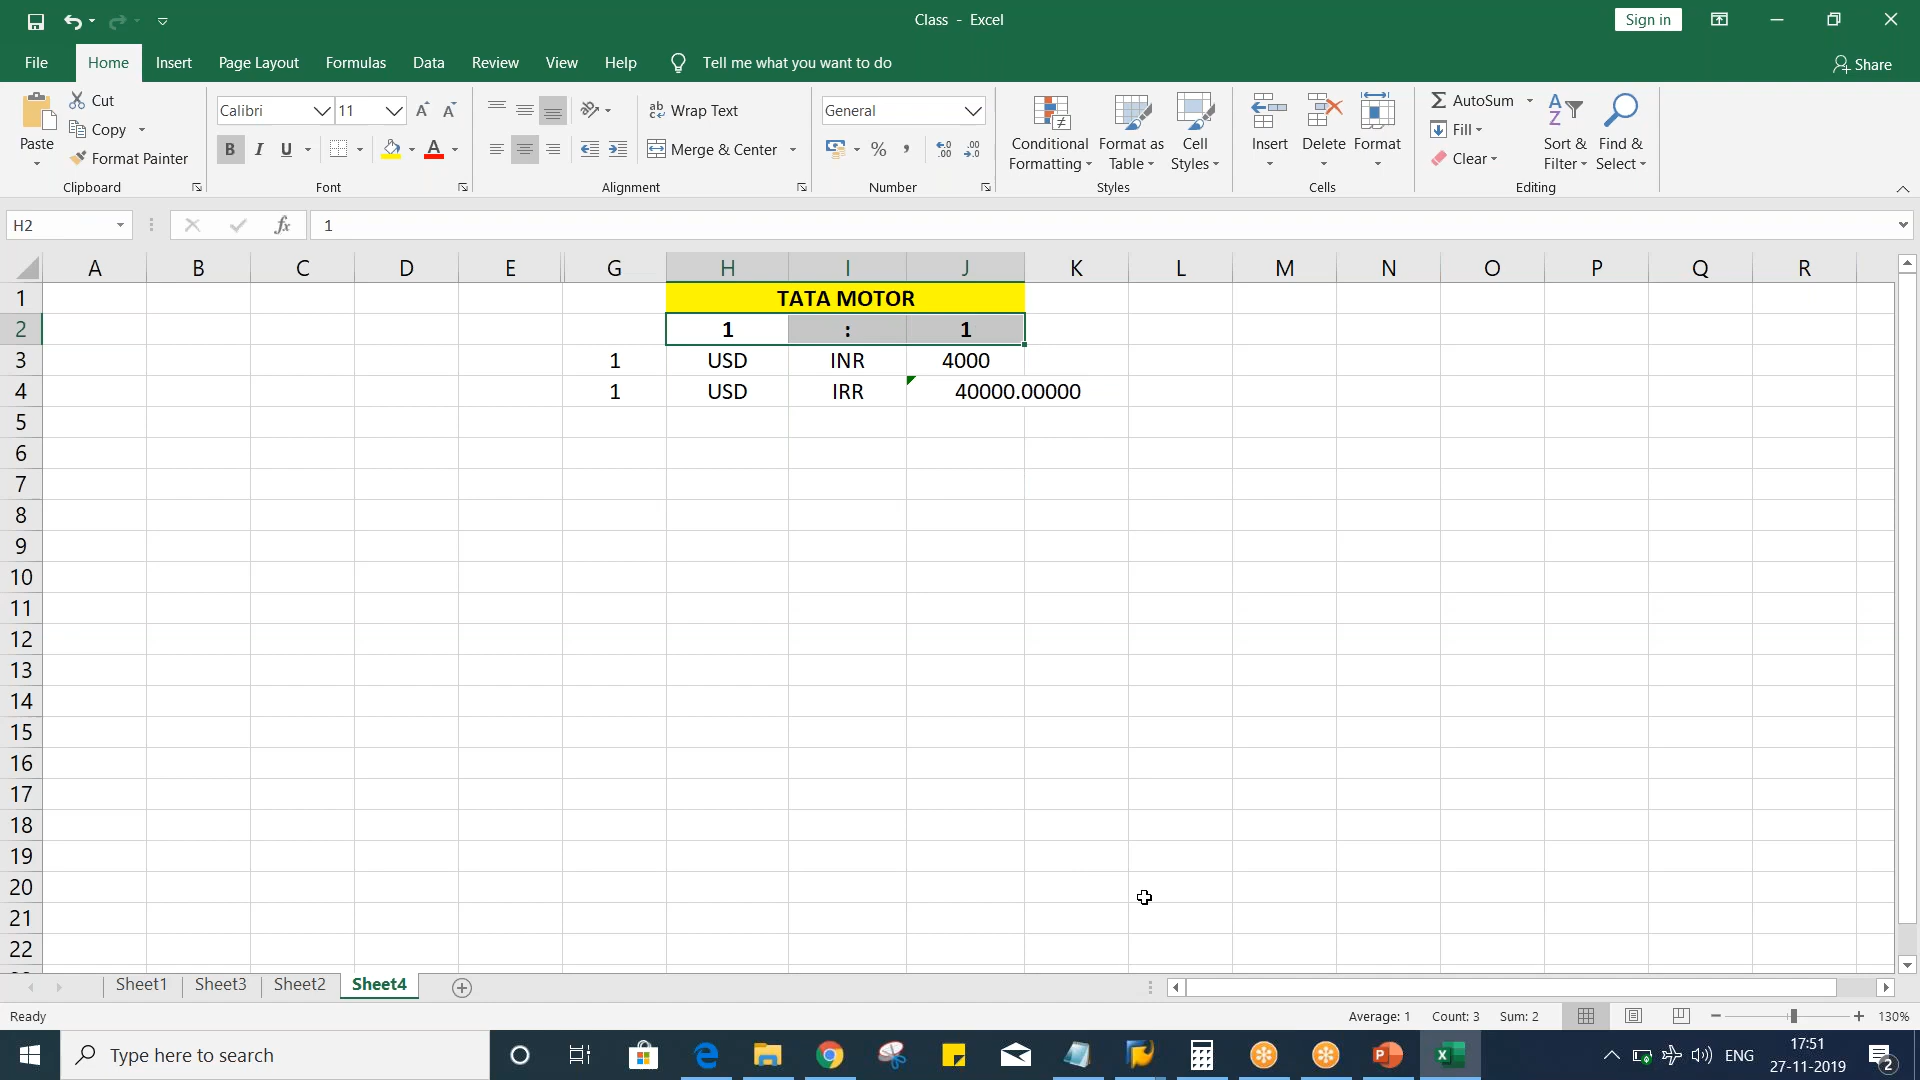 Class - Excel
Sign in
File Home Insert Page Layout Formulas Data Review View Help Tell me what you want to do
Share
Paste
Cut
Copy
Format Painter
Clipboard
Calibri 11
B I U
Font
Wrap Text
Merge & Center
Alignment
General
% ,
Number
Conditional Formatting
Format as Table
Cell Styles
Styles
Insert Delete Format
Cells
AutoSum
Fill
Clear
Sort & Filter
Find & Select
Editing
H2 fx 1
A B C D E G H I J K L M N O P Q R
1 TATA MOTOR
2 1 : 1
3 1 USD INR 4000
4 1 USD IRR 40000.00000
5
6
7
8
9
10
11
12
13
14
15
16
17
18
19
20
21
22
Sheet1 Sheet3 Sheet2 Sheet4
Ready Average: 1 Count: 3 Sum: 2 130%
Type here to search
ENG
17:51
27-11-2019
2